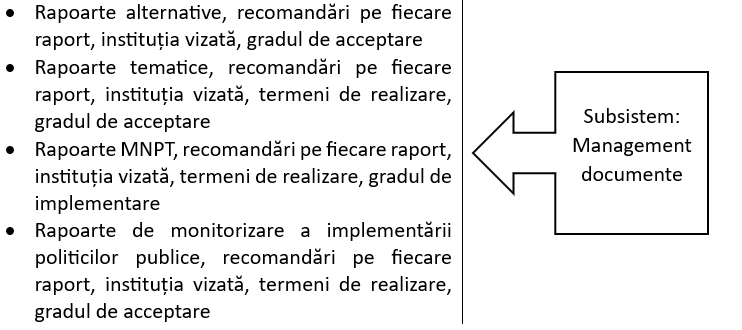 • Rapoarte alternative, recomandări pe fiecare
raport, instituția vizată, gradul de acceptare
• Rapoarte tematice, recomandări pe fiecare
raport, instituția vizată, termeni de realizare,
gradul de acceptare
• Rapoarte MNPT, recomandări pe fiecare raport,
instituția vizată, termeni de realizare, gradul de
implementare
• Rapoarte de monitorizare a implementării
politicilor publice, recomandări pe fiecare
raport, instituția vizată, termeni de realizare,
gradul de acceptare
Subsistem:
Management
documente